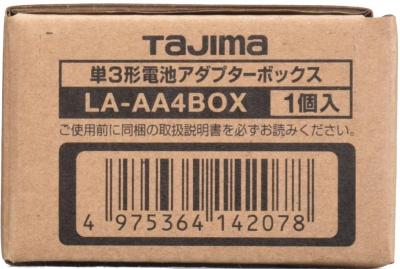 TaJima
単3形電池アダプターボックス
LA-AA4BOX 1個入
ご使用前に同梱の取扱説明書を必ずお読みください。
4 975364 142078